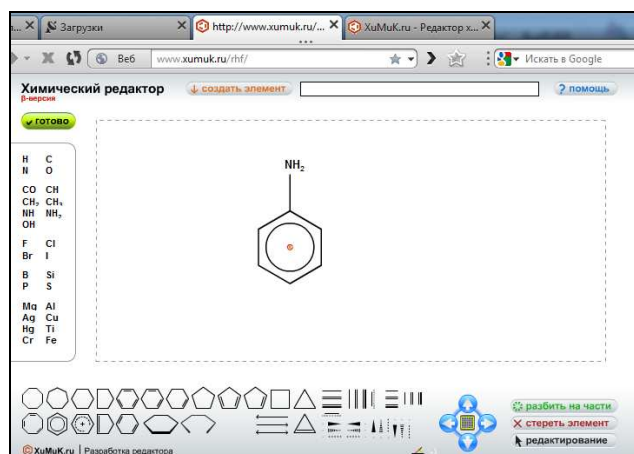 л... X Загрузки X http://www.xumuk.ru/... X XuMuK.ru - Редактор х... X
Веб www.xumuk.ru/rhf/ Искать в Google
Химический редактор
β-версия
создать элемент
? помощь
готово
H C
N O
CO CH
CH₂ CH₃
NH NH₂
OH
F Cl
Br I
B Si
P S
Mg Al
Ag Cu
Hg Ti
Cr Fe
NH₂
разбить на части
стереть элемент
редактирование
XuMuK.ru | Разработка редактора